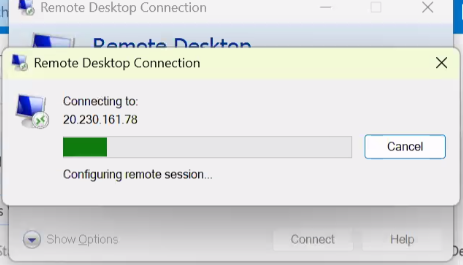 Remote Desktop Connection
Remote Desktop
Remote Desktop Connection
Connecting to:
20.230.161.78
Cancel
Configuring remote session...
Show Options
Connect
Help